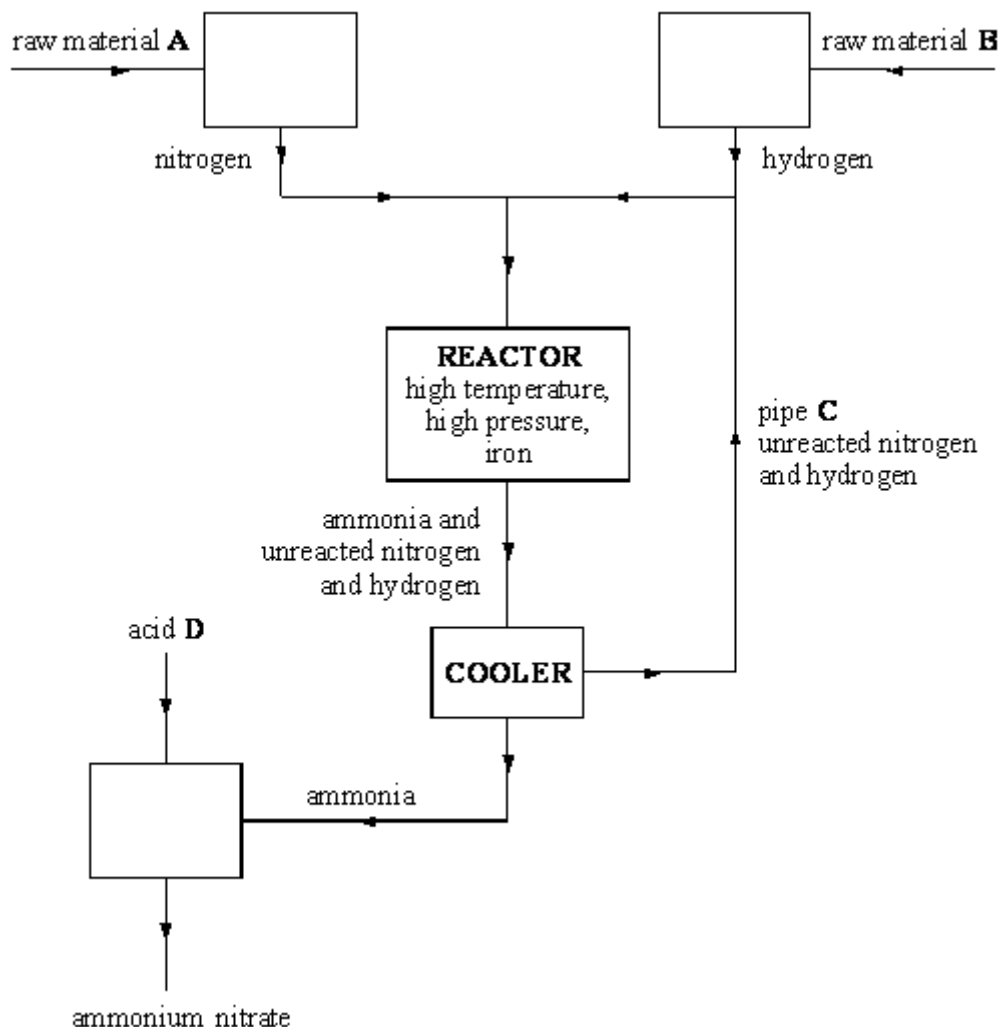 raw material A
raw material B
nitrogen
hydrogen
REACTOR
high temperature,
high pressure,
iron
pipe C
unreacted nitrogen
and hydrogen
ammonia and
unreacted nitrogen
and hydrogen
acid D
COOLER
ammonia
ammonium nitrate